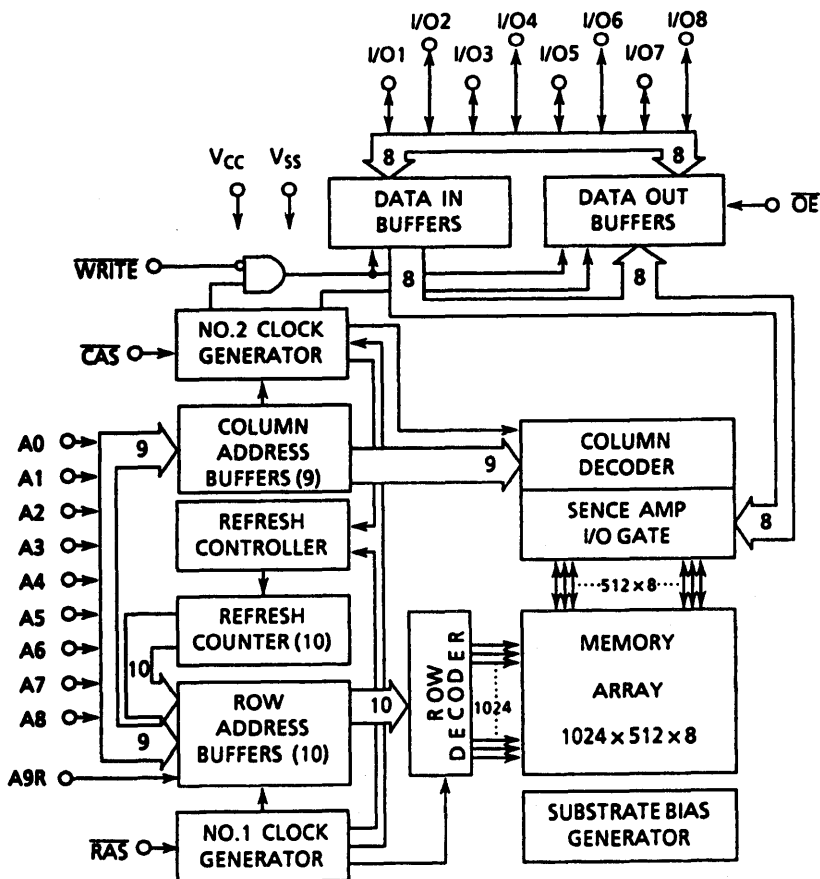 I/O2 I/O4 I/O6 I/O8
I/O1 I/O3 I/O5 I/O7
8 8
VCC VSS
DATA IN
BUFFERS
DATA OUT
BUFFERS
OE
WRITE
8 8
CAS
NO.2 CLOCK
GENERATOR
A0
A1
A2
A3
A4
A5
A6
A7
A8
A9R
9
COLUMN
ADDRESS
BUFFERS (9)
9
COLUMN
DECODER
SENCE AMP
I/O GATE
8
REFRESH
CONTROLLER
512×8
REFRESH
COUNTER (10)
10
ROW
ADDRESS
BUFFERS (10)
9
10
ROW
DECODER
1024
MEMORY
ARRAY
1024×512×8
RAS
NO.1 CLOCK
GENERATOR
SUBSTRATE BIAS
GENERATOR